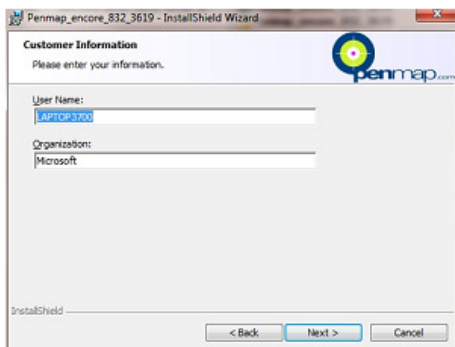 Penmap_encore_832_3619 - InstallShield Wizard
Customer Information
Please enter your information.
penmap.com
User Name:
LAPTOP3700
Organization:
Microsoft
InstallShield
< Back Next > Cancel